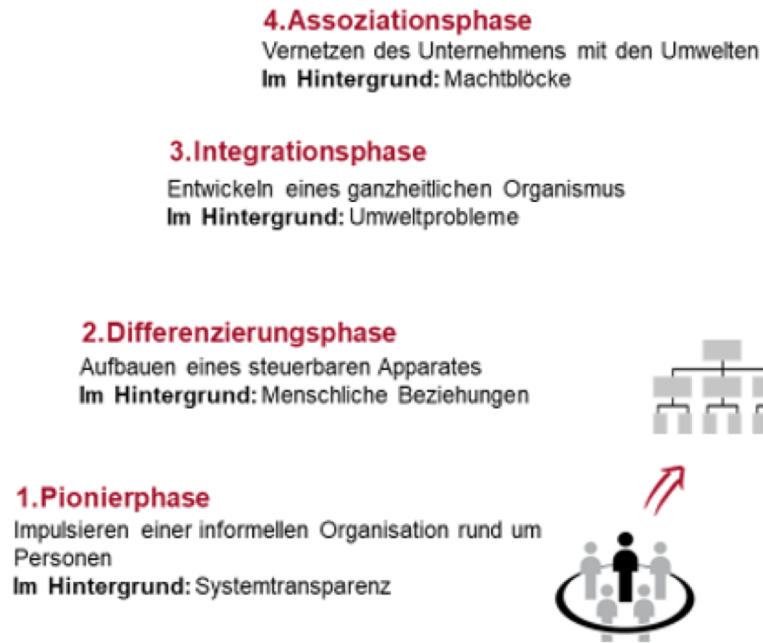 4.Assoziationsphase
Vernetzen des Unternehmens mit den Umwelten
Im Hintergrund: Machtblöcke
3.Integrationsphase
Entwickeln eines ganzheitlichen Organismus
Im Hintergrund: Umweltprobleme
2.Differenzierungsphase
Aufbauen eines steuerbaren Apparates
Im Hintergrund: Menschliche Beziehungen
1.Pionierphase
Impulsieren einer informellen Organisation rund um
Personen
Im Hintergrund: Systemtransparenz